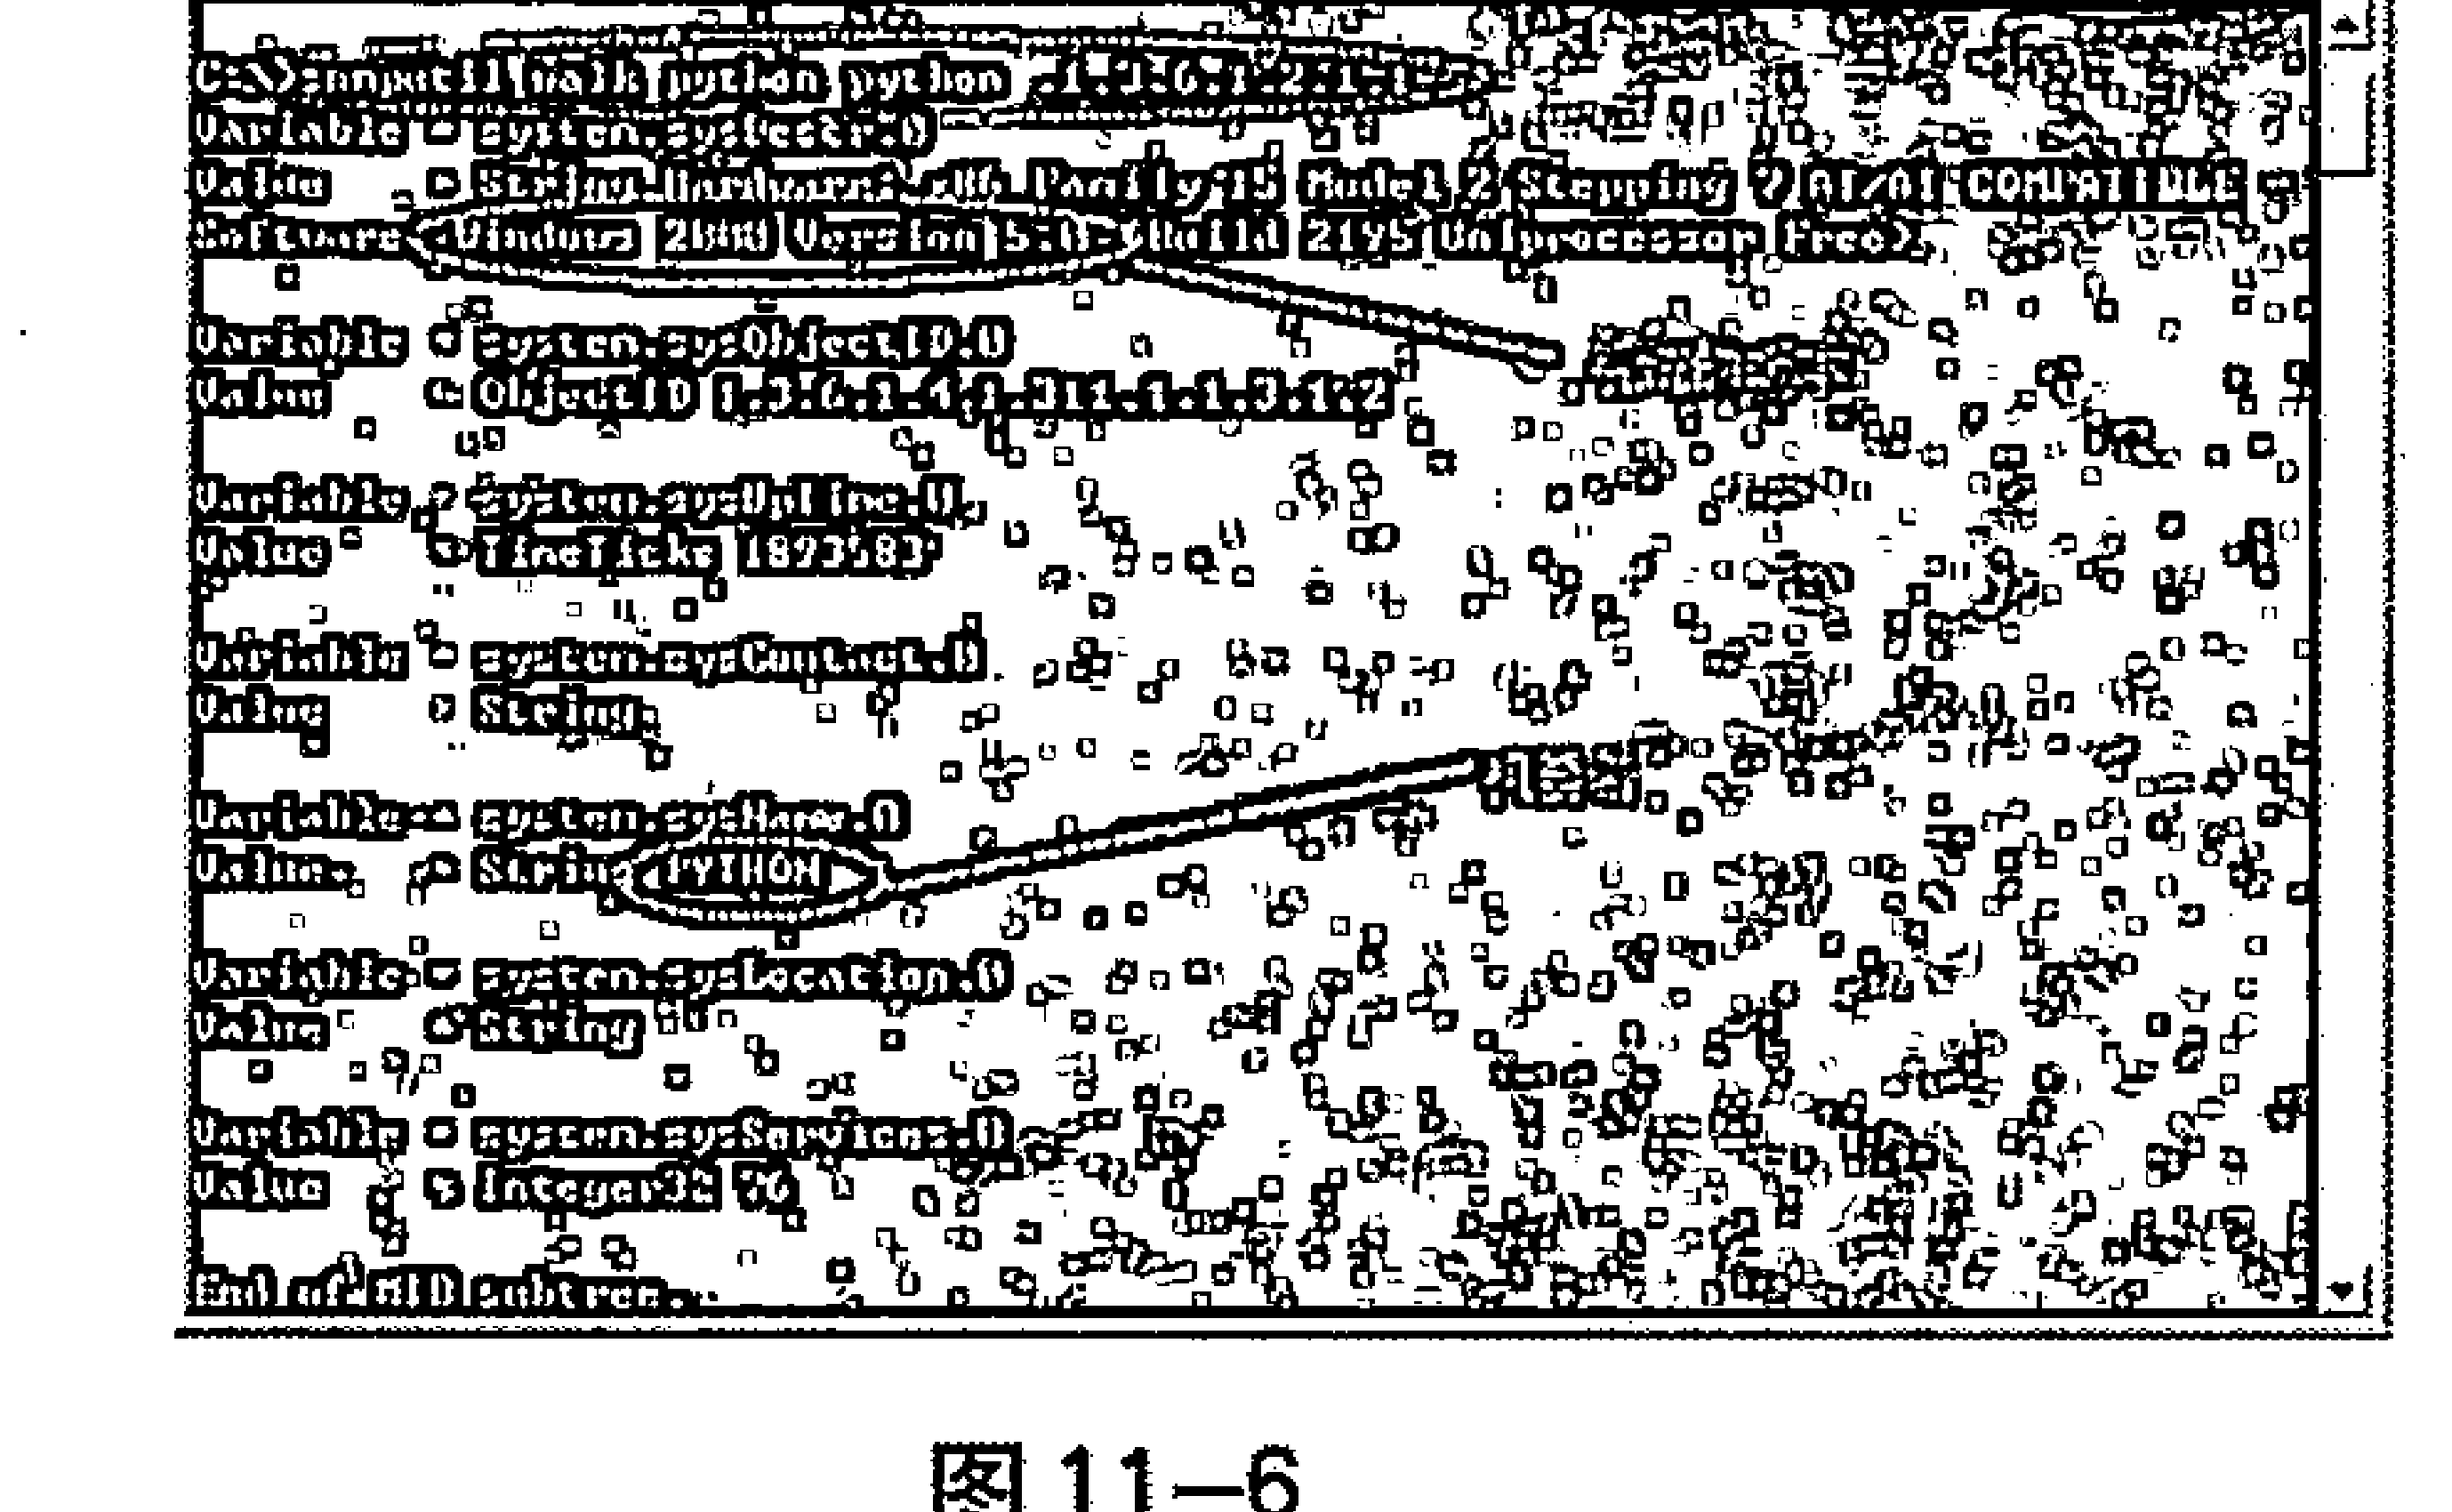 C:\>snmputil walk python python .1.3.6.1.2.1.1
Variable = system.sysDescr.0
Value = String Hardware: x86 Family 15 Model 2 Stepping 7 AT/AT COMPATIBLE -
Software: Windows 2000 Version 5.0 (Build 2195 Uniprocessor Free)
Variable = system.sysObjectID.0
Value = ObjectID 1.3.6.1.4.1.311.1.1.3.1.2
Variable = system.sysUpTime.0
Value = TimeTicks 1893583
Variable = system.sysContact.0
Value = String
Variable = system.sysName.0
Value = String PYTHON
Variable = system.sysLocation.0
Value = String
Variable = system.sysServices.0
Value = Integer32 76
End of MIB subtree.
图 11-6